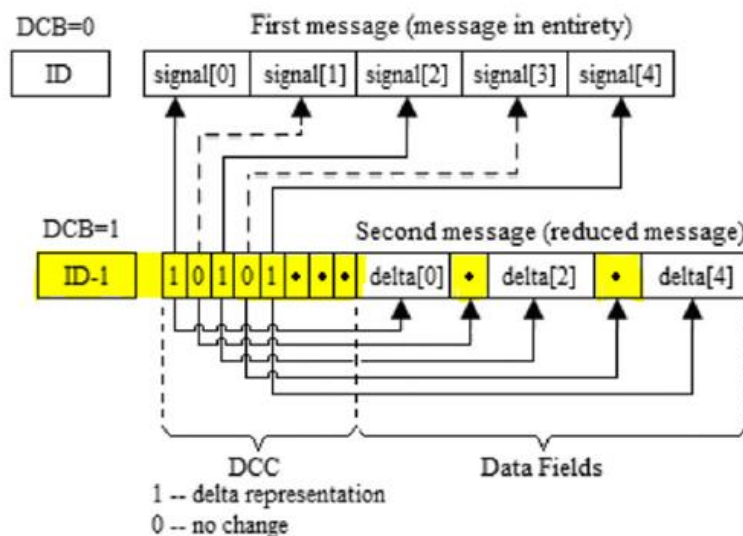 DCB=0
First message (message in entirety)
ID signal[0] signal[1] signal[2] signal[3] signal[4]
DCB=1
Second message (reduced message)
ID-1 1 0 1 0 1 • • • delta[0] • delta[2] • delta[4]
DCC Data Fields
1 -- delta representation
0 -- no change